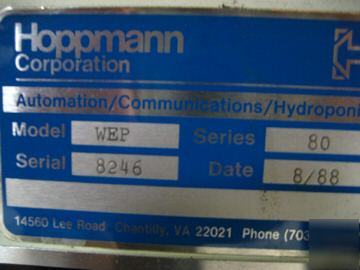 Hoppmann
Corporation
Automation/Communications/Hydroponi
Model WEP Series 80
Serial 8246 Date 8/88
14560 Lee Road Chantilly, VA 22021 Phone (703